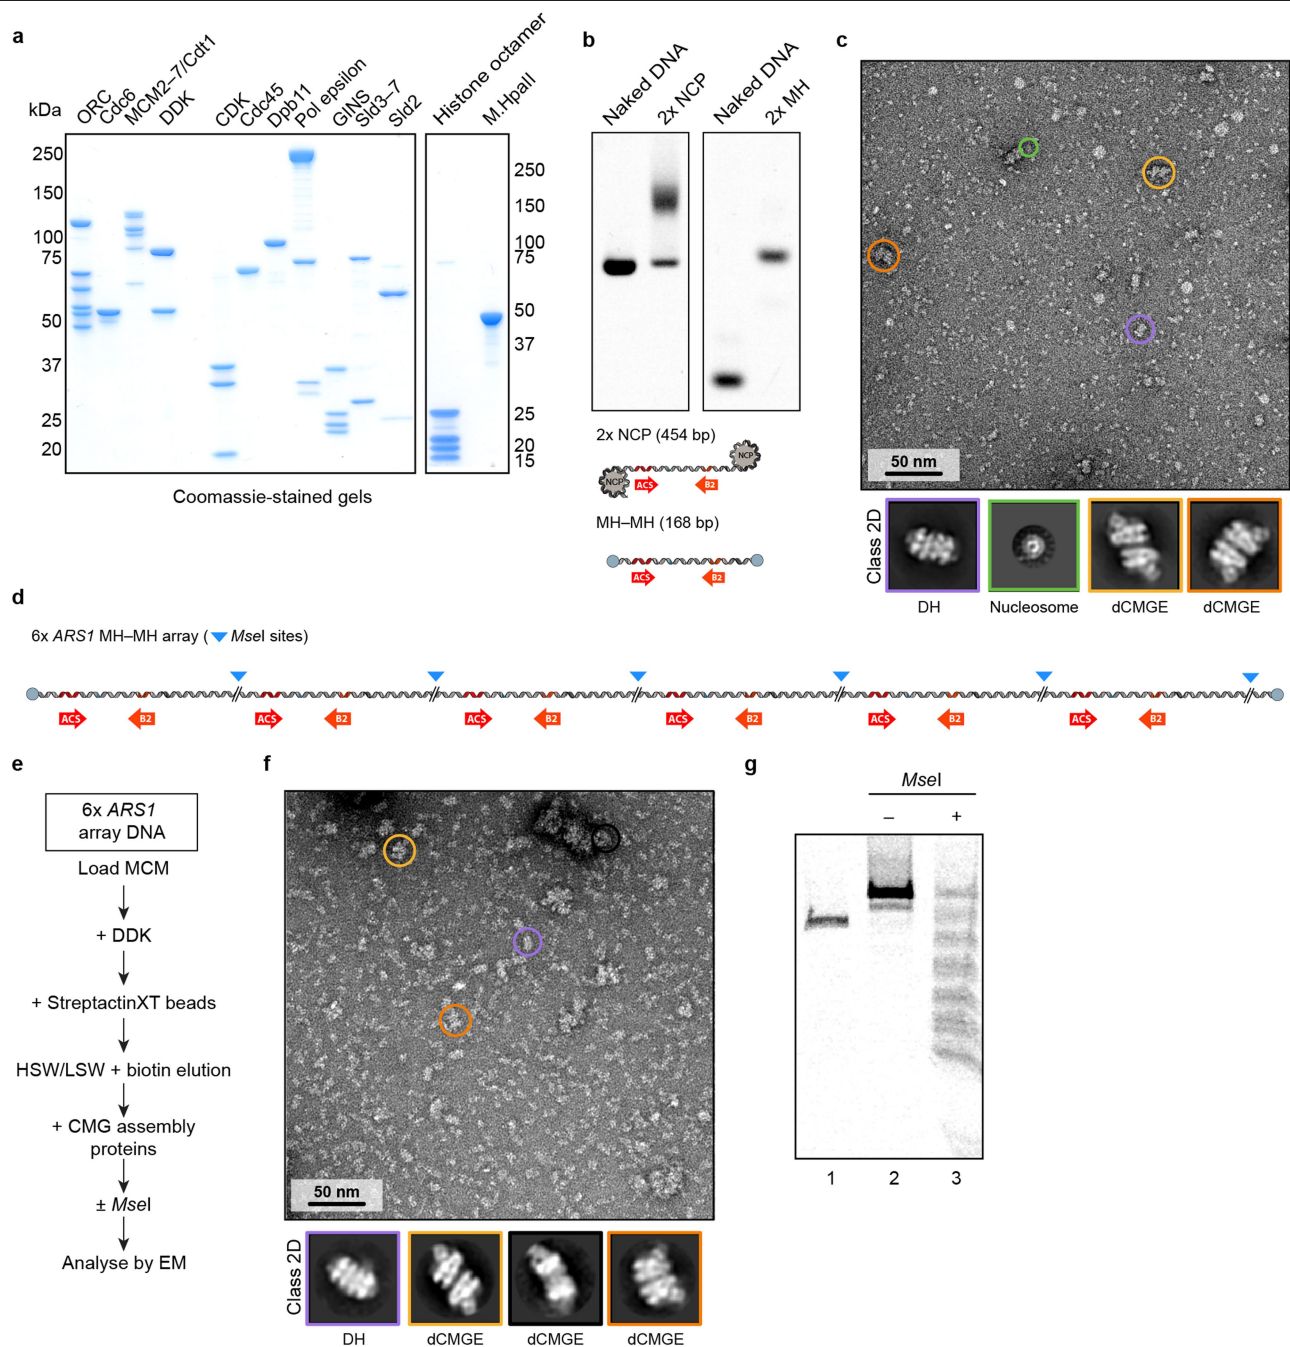 a
kDa
ORC
Cdc6
MCM2–7/Cdt1
DDK
CDK
Cdc45
Dpb11
Pol epsilon
GINS
Sld3–7
Sld2
Histone octamer
M.HpaII
250
150
100
75
50
37
25
20
250
150
100
75
50
37
25
20
15
Coomassie-stained gels
b
Naked DNA
2x NCP
Naked DNA
2x MH
2x NCP (454 bp)
NCP
NCP
ACS
B2
MH–MH (168 bp)
ACS
B2
c
50 nm
Class 2D
DH
Nucleosome
dCMGE
dCMGE
d
6x ARS1 MH–MH array ( MseI sites)
ACS
B2
ACS
B2
ACS
B2
ACS
B2
ACS
B2
ACS
B2
e
6x ARS1
array DNA
Load MCM
+ DDK
+ StreptactinXT beads
HSW/LSW + biotin elution
+ CMG assembly
proteins
± MseI
Analyse by EM
f
50 nm
Class 2D
DH
dCMGE
dCMGE
dCMGE
g
MseI
– +
1 2 3